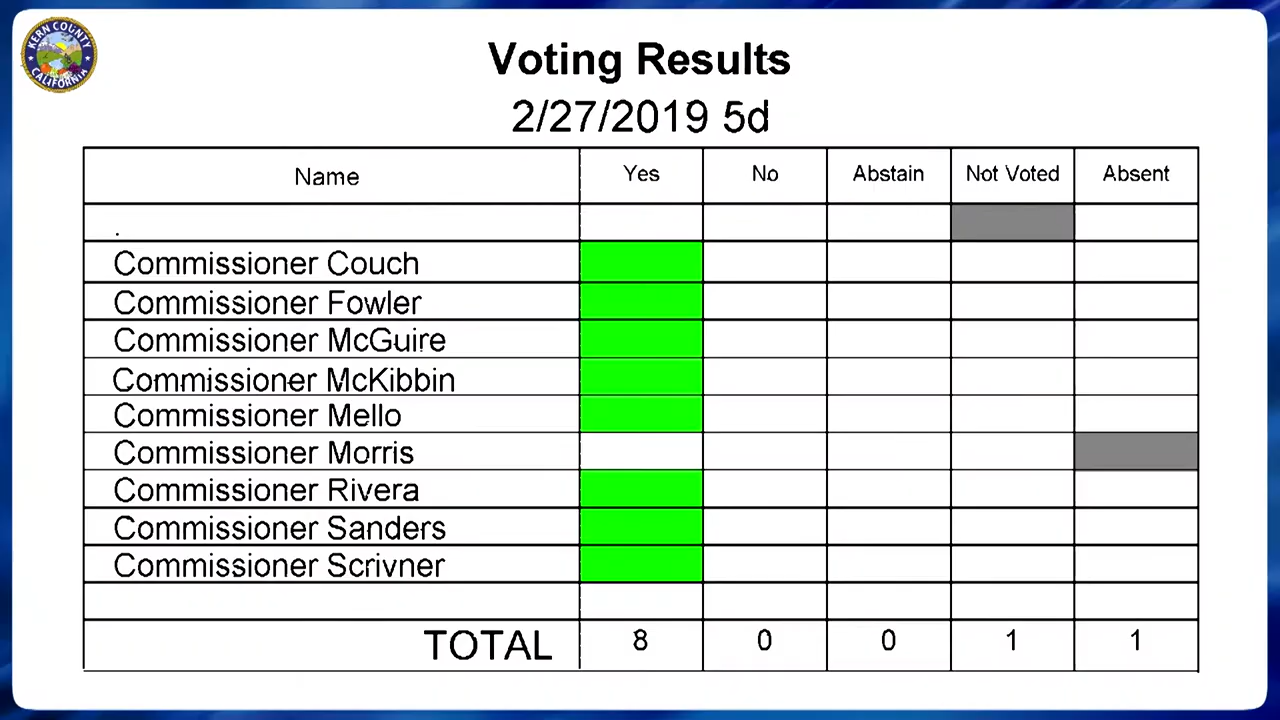 KERN COUNTY
CALIFORNIA
Voting Results
2/27/2019 5d
Name Yes No Abstain Not Voted Absent
.
Commissioner Couch
Commissioner Fowler
Commissioner McGuire
Commissioner McKibbin
Commissioner Mello
Commissioner Morris
Commissioner Rivera
Commissioner Sanders
Commissioner Scrivner
TOTAL 8 0 0 1 1